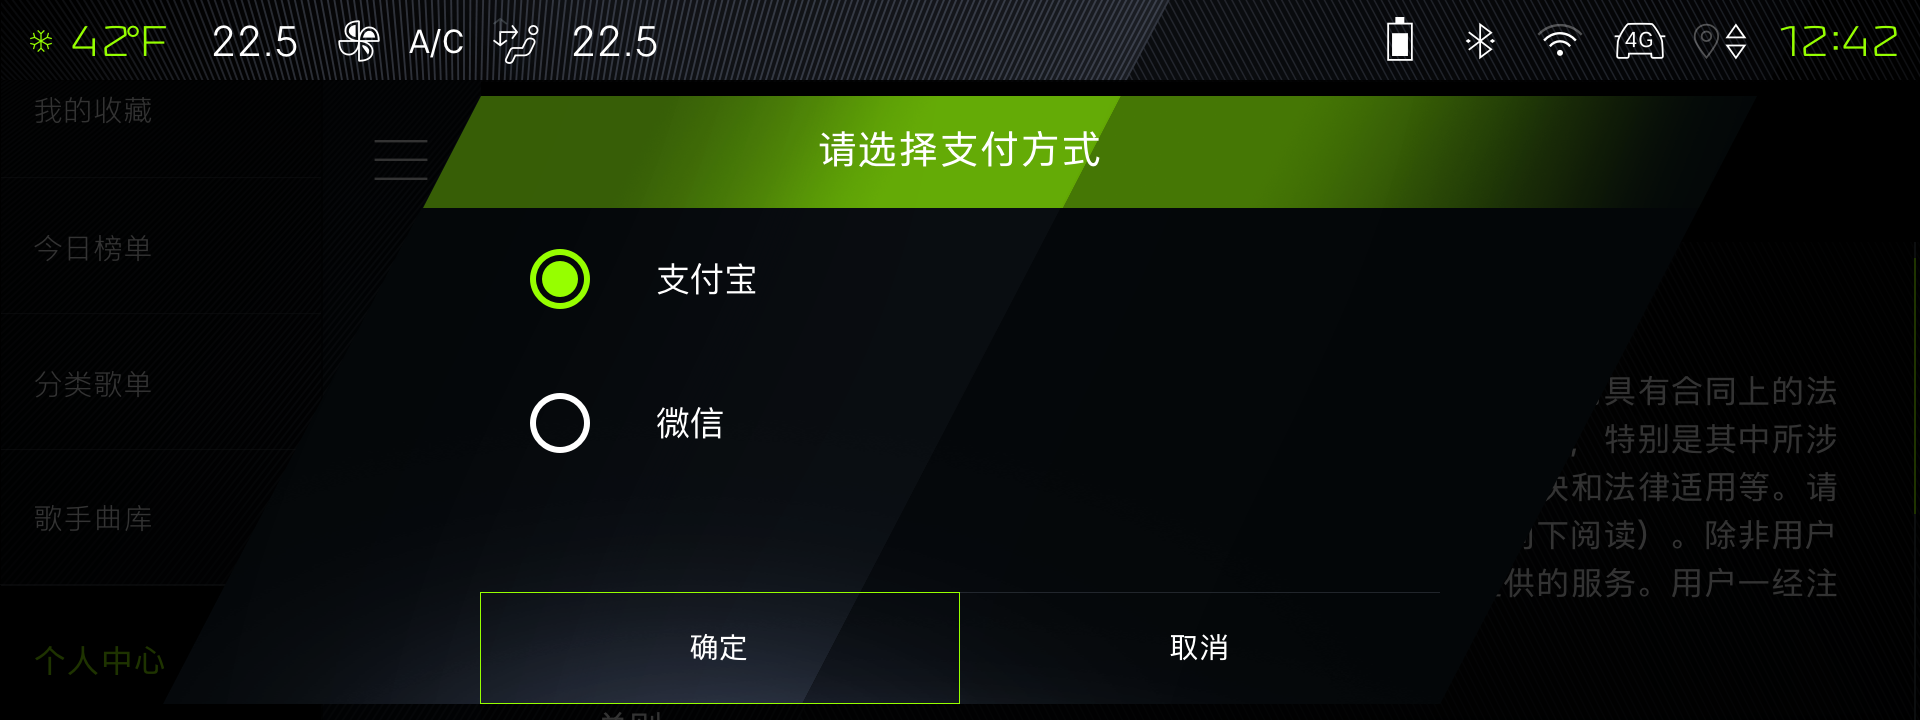 42°F 22.5 A/C 22.5 4G 12:42
我的收藏
请选择支付方式
今日榜单
支付宝
分类歌单
具有合同上的法
微信
，特别是其中所涉
和法律适用等。请
歌手曲库
下阅读）。除非用户
供的服务。用户一经注
确定
取消
个人中心